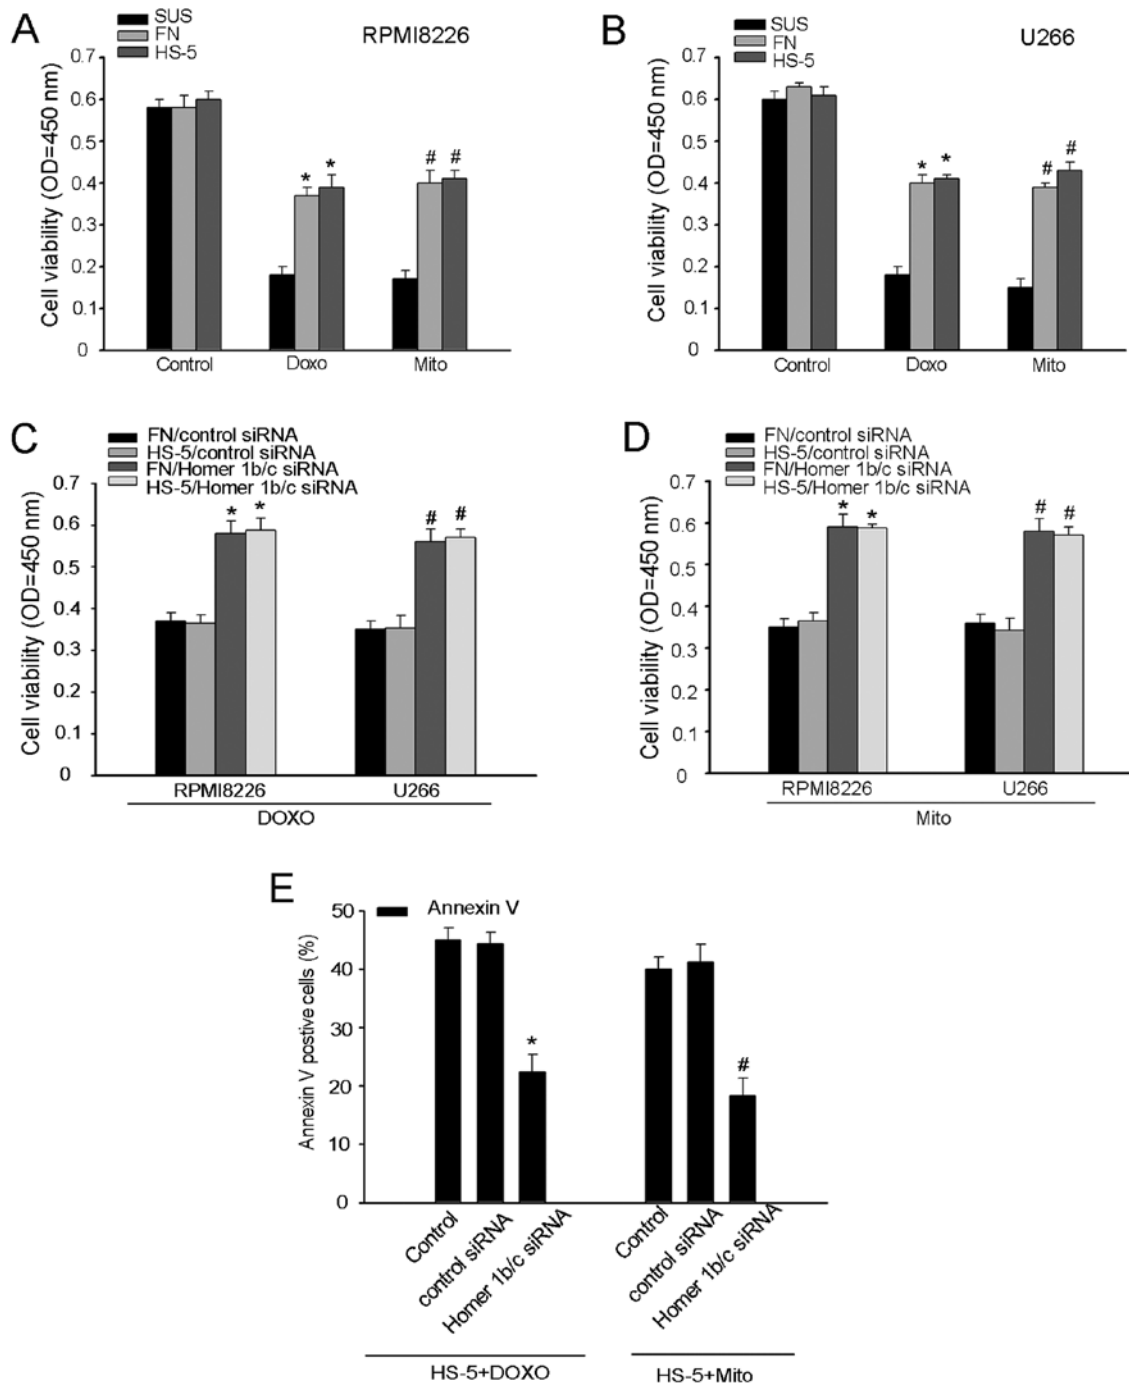 A
SUS
FN
HS-5
RPMI8226
Cell viability (OD=450 nm)
0.7
0.6
0.5
0.4
0.3
0.2
0.1
0
* * # #
Control Doxo Mito
B
SUS
FN
HS-5
U266
Cell viability (OD=450 nm)
0.7
0.6
0.5
0.4
0.3
0.2
0.1
0
* * # #
Control Doxo Mito
C
FN/control siRNA
HS-5/control siRNA
FN/Homer 1b/c siRNA
HS-5/Homer 1b/c siRNA
Cell viability (OD=450 nm)
0.7
0.6
0.5
0.4
0.3
0.2
0.1
0
* * # #
RPMI8226 U266
DOXO
D
FN/control siRNA
HS-5/control siRNA
FN/Homer 1b/c siRNA
HS-5/Homer 1b/c siRNA
Cell viability (OD=450 nm)
0.7
0.6
0.5
0.4
0.3
0.2
0.1
0
* * # #
RPMI8226 U266
Mito
E
Annexin V
Annexin V postive cells (%)
50
40
30
20
10
0
* #
Control
control siRNA
Homer 1b/c siRNA
Control
control siRNA
Homer 1b/c siRNA
HS-5+DOXO HS-5+Mito